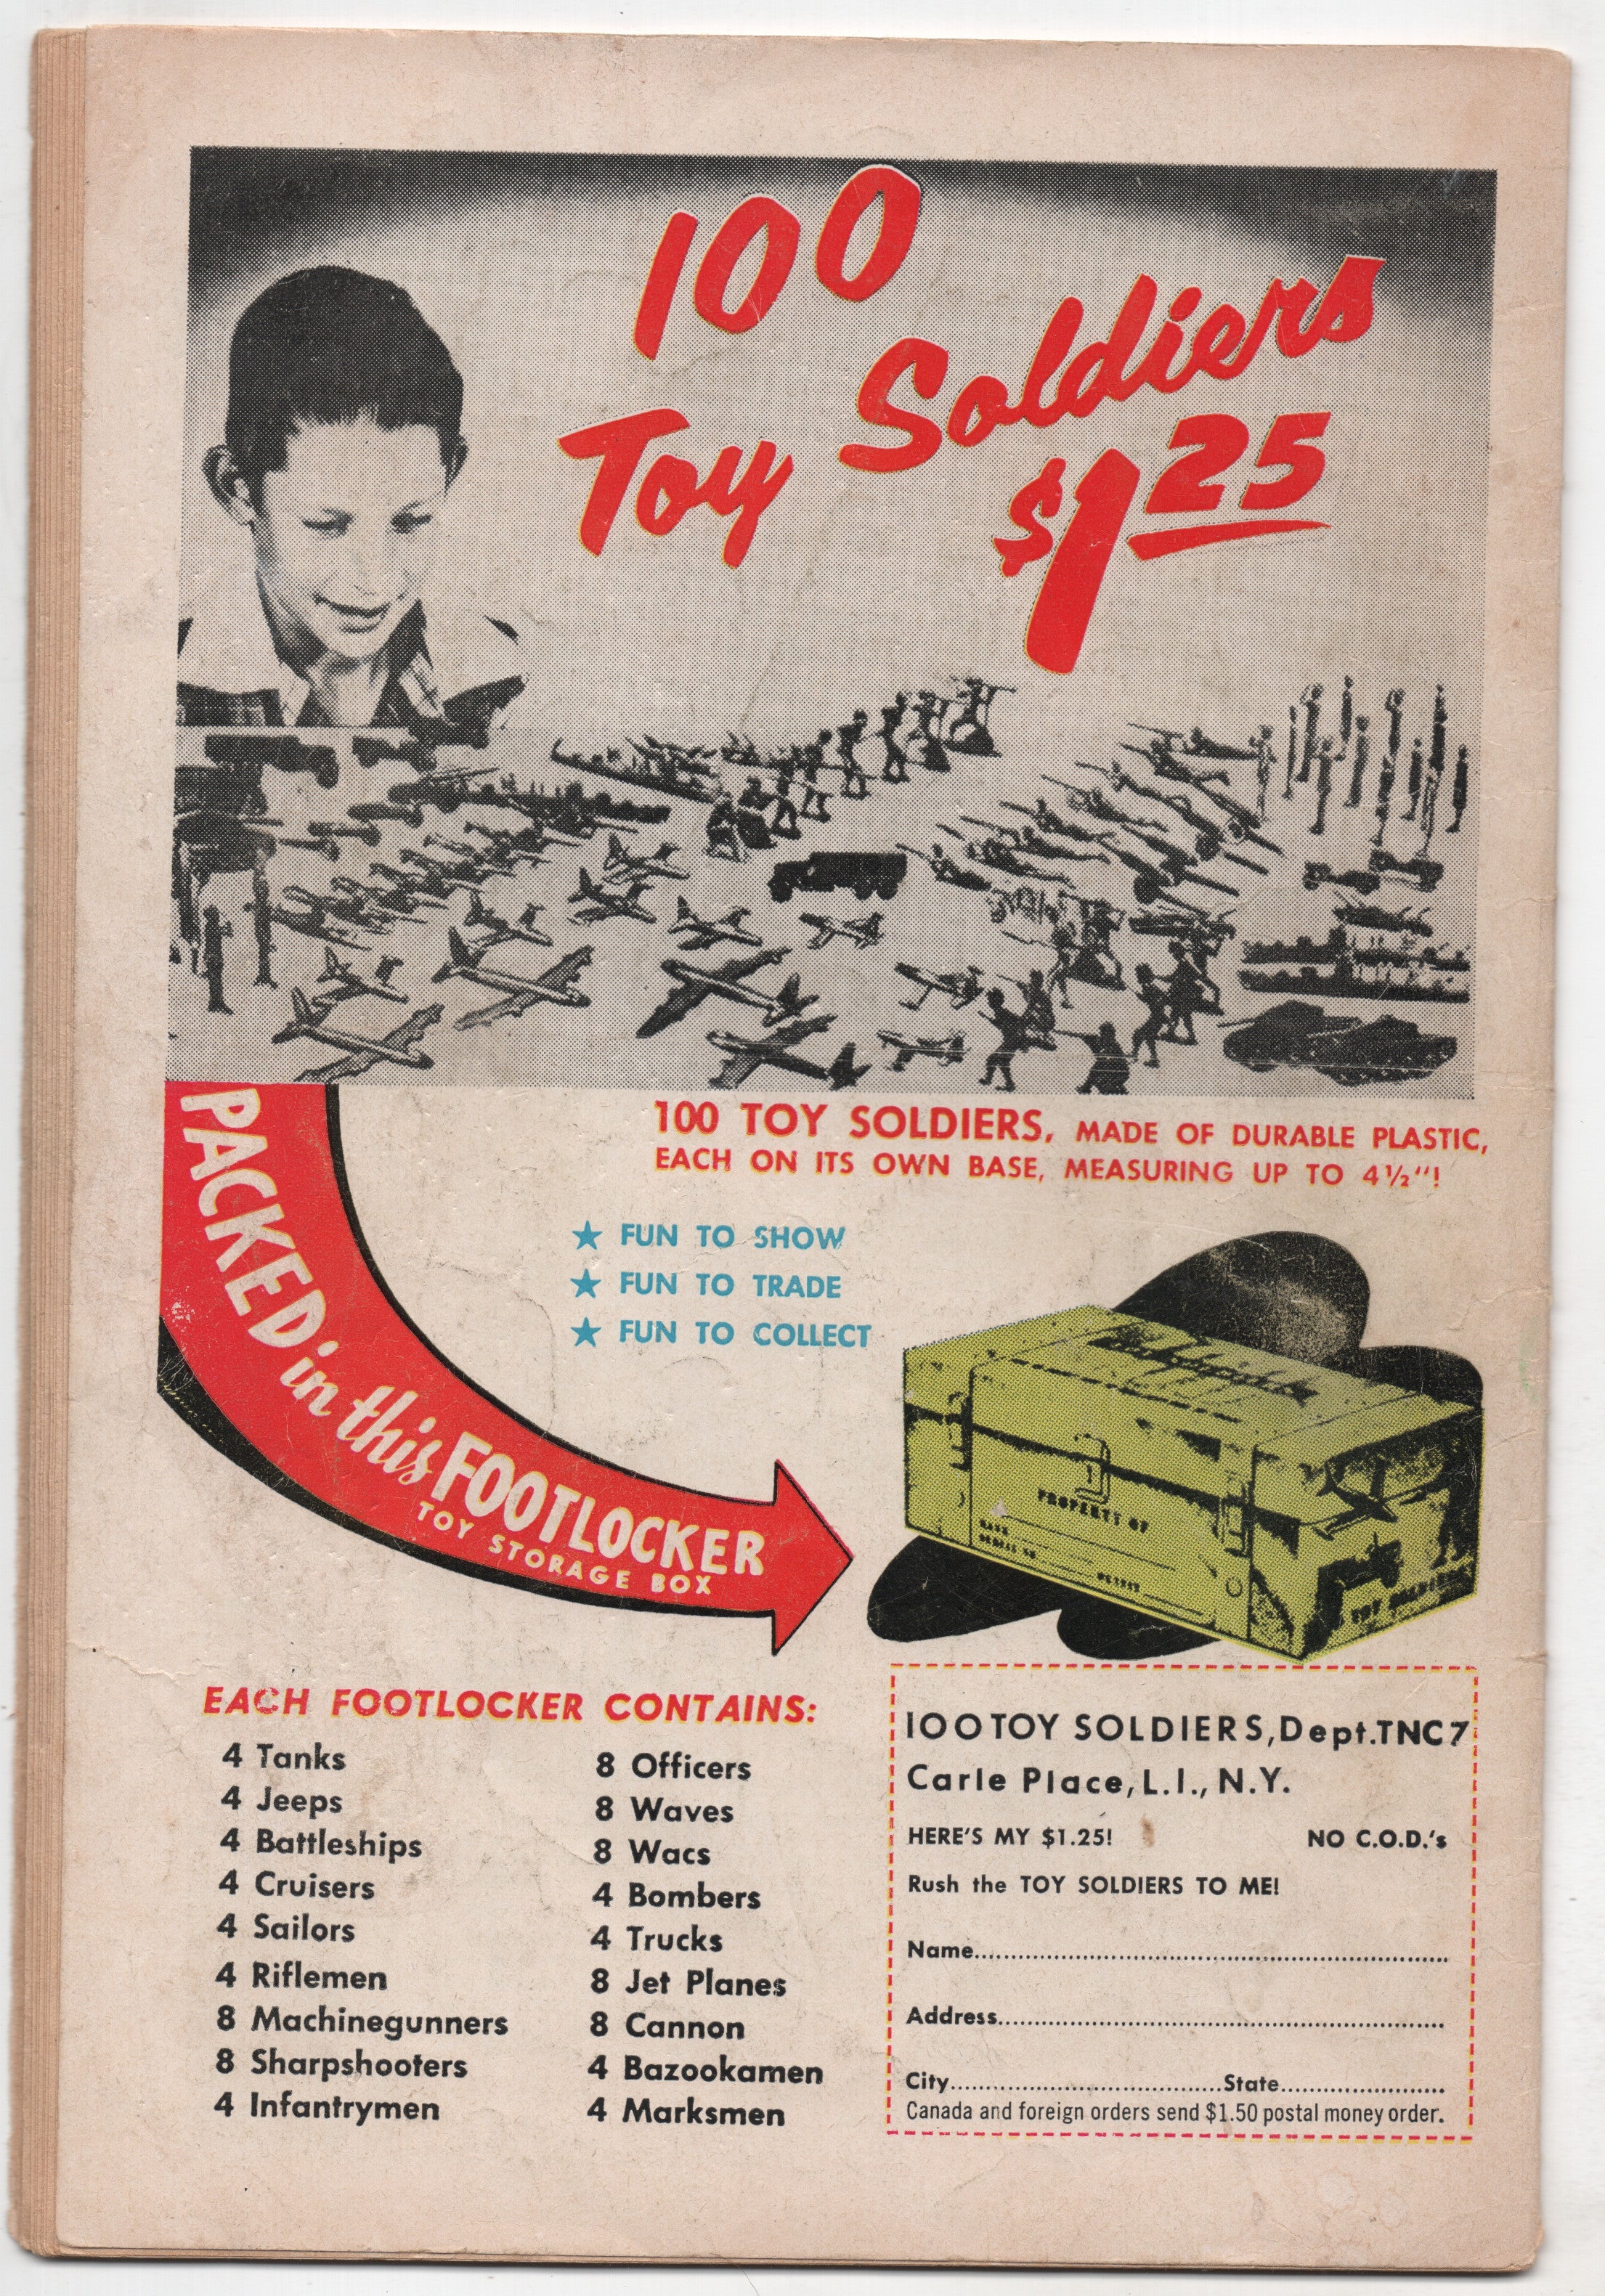 100
Toy Soldiers
$1 25
100 TOY SOLDIERS, MADE OF DURABLE PLASTIC,
EACH ON ITS OWN BASE, MEASURING UP TO 4½"!
★ FUN TO SHOW
★ FUN TO TRADE
★ FUN TO COLLECT
PACKED in this FOOTLOCKER
TOY STORAGE BOX
PROPERTY OF
TOY SOLDIERS
EACH FOOTLOCKER CONTAINS:
4 Tanks
4 Jeeps
4 Battleships
4 Cruisers
4 Sailors
4 Riflemen
8 Machinegunners
8 Sharpshooters
4 Infantrymen
8 Officers
8 Waves
8 Wacs
4 Bombers
4 Trucks
8 Jet Planes
8 Cannon
4 Bazookamen
4 Marksmen
100 TOY SOLDIERS, Dept. TNC7
Carle Place, L.I., N.Y.
HERE'S MY $1.25! NO C.O.D.'s
Rush the TOY SOLDIERS TO ME!
Name
Address
City State
Canada and foreign orders send $1.50 postal money order.